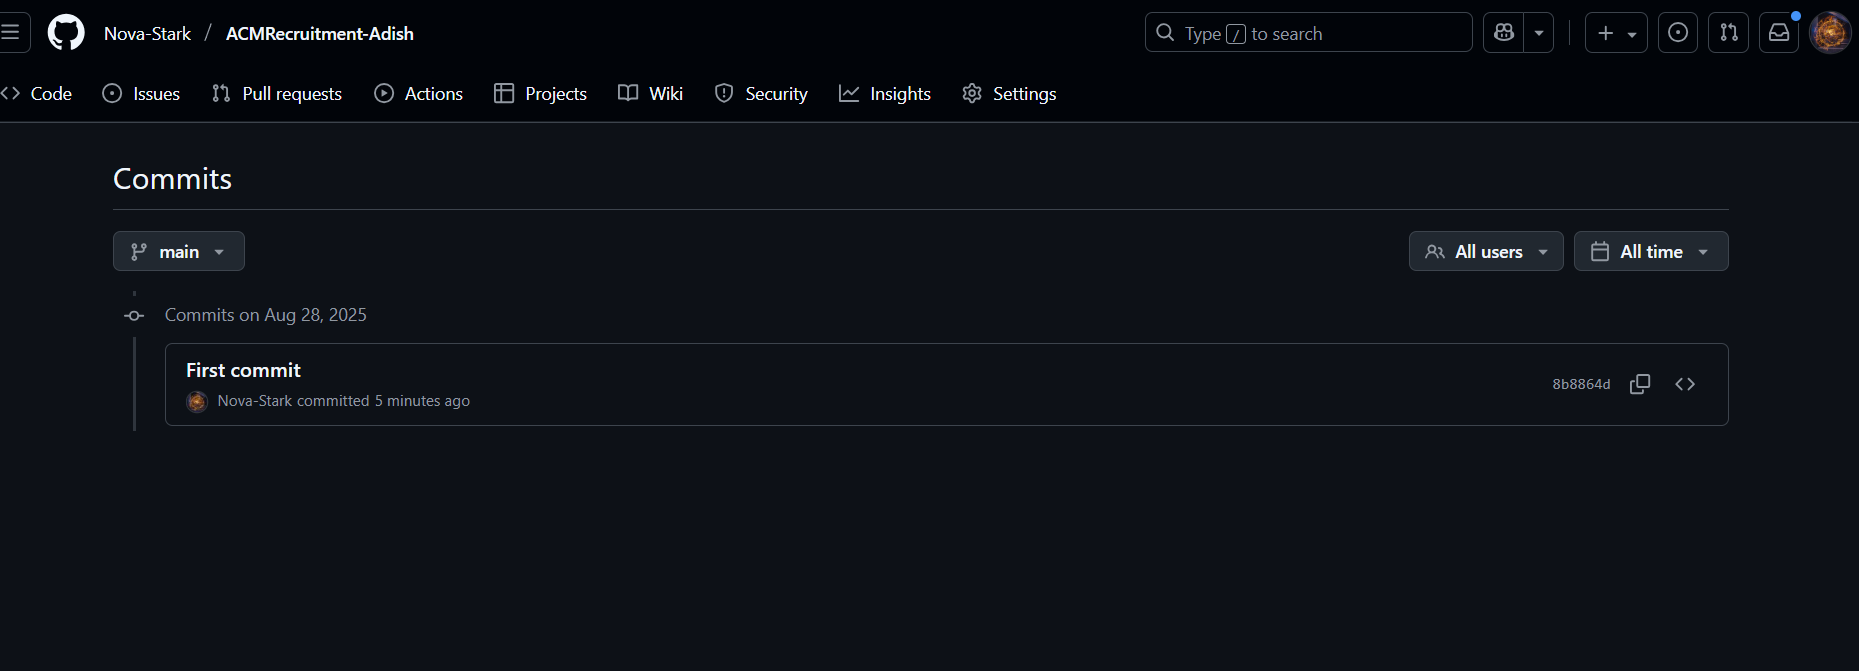 Nova-Stark / ACMRecruitment-Adish
Type / to search
Code Issues Pull requests Actions Projects Wiki Security Insights Settings
Commits
main
All users All time
Commits on Aug 28, 2025
First commit
Nova-Stark committed 5 minutes ago
8b8864d